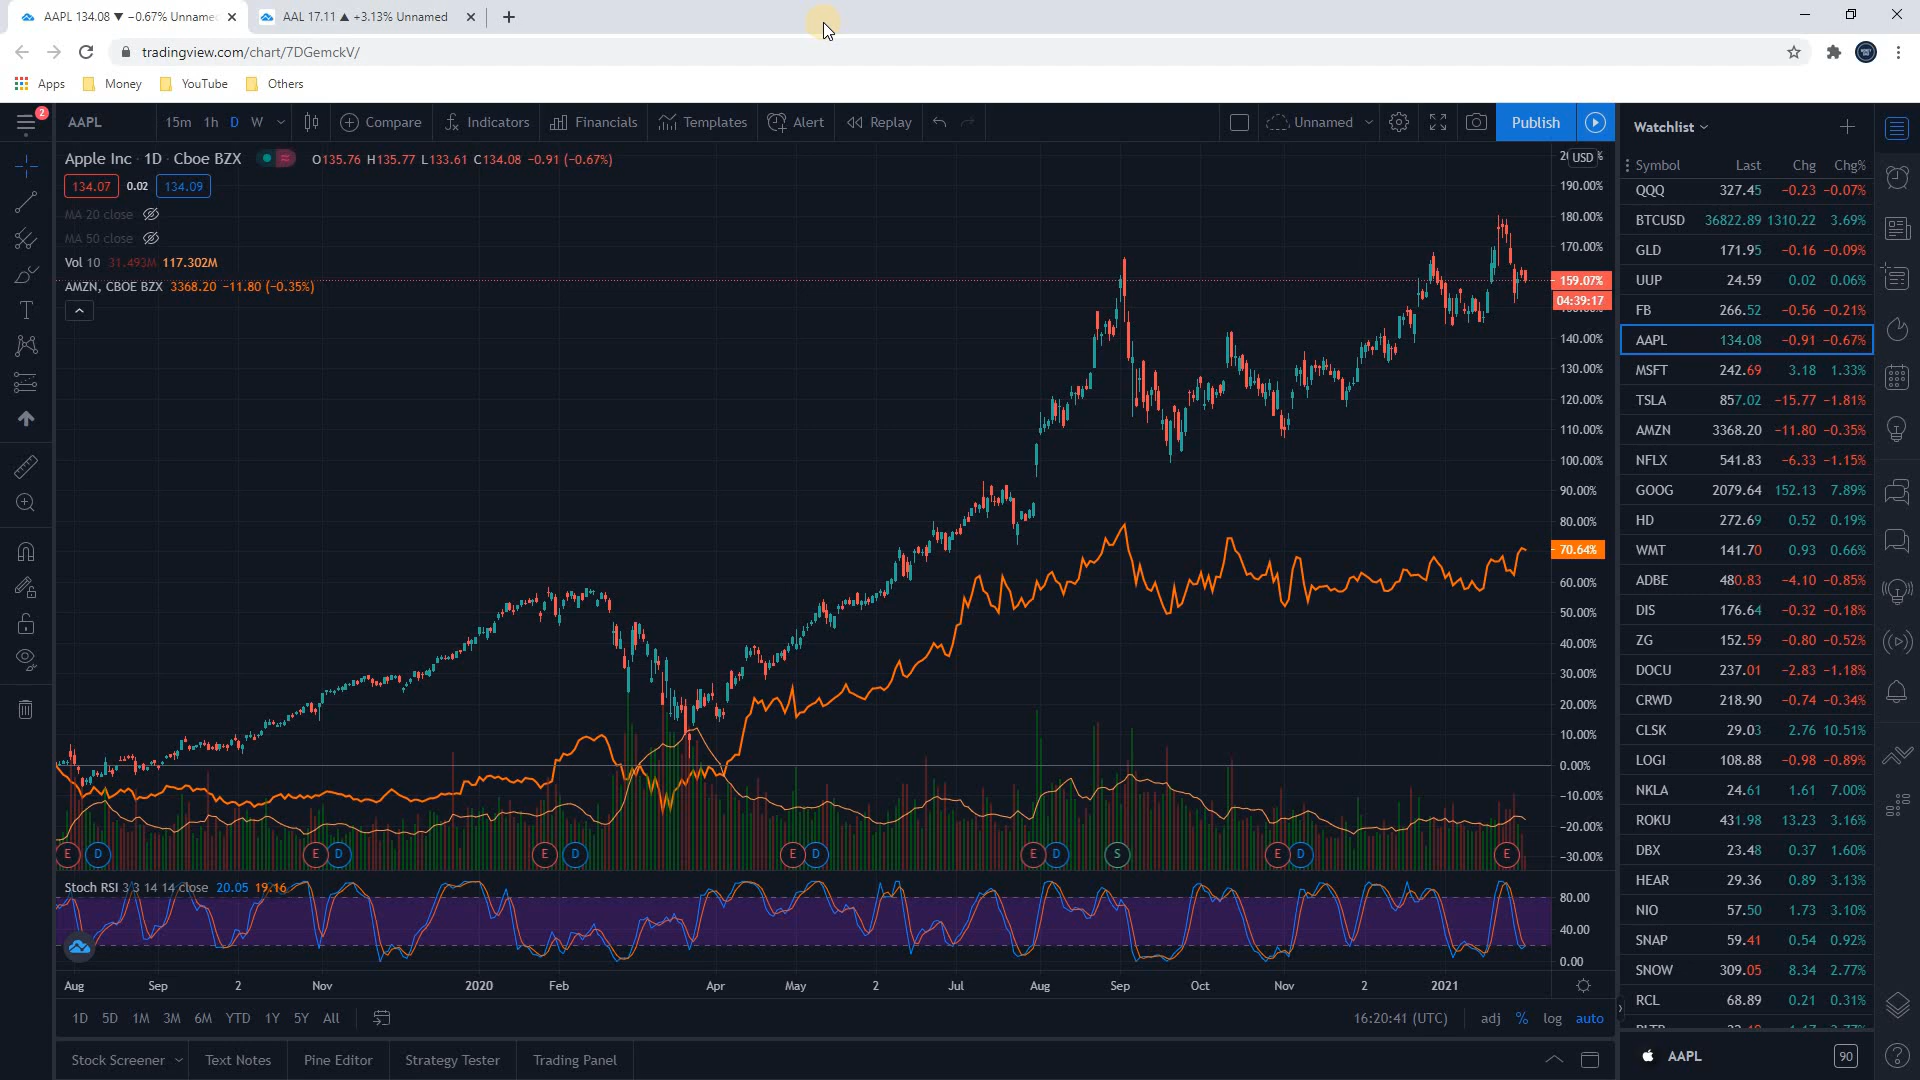 AAPL 134.08 ▼ −0.67% Unname
AAL 17.11 ▲ +3.13% Unnamed
tradingview.com/chart/7DGemckV/
Apps Money YouTube Others
2
AAPL 15m 1h D W Compare Indicators Financials Templates Alert Replay Unnamed Publish
Apple Inc · 1D · Cboe BZX O135.76 H135.77 L133.61 C134.08 −0.91 (−0.67%)
134.07 0.02 134.09
MA 20 close
MA 50 close
Vol 10 31.493M 117.302M
AMZN, CBOE BZX 3368.20 −11.80 (−0.35%)
USD
190.00%
180.00%
170.00%
159.07%
04:39:17
140.00%
130.00%
120.00%
110.00%
100.00%
90.00%
80.00%
70.64%
60.00%
50.00%
40.00%
30.00%
20.00%
10.00%
0.00%
−10.00%
−20.00%
−30.00%
E D E D E D E D E D S E D E
Stoch RSI 3 3 14 14 close 20.05 19.16
80.00
40.00
0.00
Aug Sep 2 Nov 2020 Feb Apr May 2 Jul Aug Sep Oct Nov 2 2021
1D 5D 1M 3M 6M YTD 1Y 5Y All
16:20:41 (UTC) adj % log auto
Stock Screener Text Notes Pine Editor Strategy Tester Trading Panel
Watchlist
Symbol Last Chg Chg%
QQQ 327.45 −0.23 −0.07%
BTCUSD 36822.89 1310.22 3.69%
GLD 171.95 −0.16 −0.09%
UUP 24.59 0.02 0.06%
FB 266.52 −0.56 −0.21%
AAPL 134.08 −0.91 −0.67%
MSFT 242.69 3.18 1.33%
TSLA 857.02 −15.77 −1.81%
AMZN 3368.20 −11.80 −0.35%
NFLX 541.83 −6.33 −1.15%
GOOG 2079.64 152.13 7.89%
HD 272.69 0.52 0.19%
WMT 141.70 0.93 0.66%
ADBE 480.83 −4.10 −0.85%
DIS 176.64 −0.32 −0.18%
ZG 152.59 −0.80 −0.52%
DOCU 237.01 −2.83 −1.18%
CRWD 218.90 −0.74 −0.34%
CLSK 29.03 2.76 10.51%
LOGI 108.88 −0.98 −0.89%
NKLA 24.61 1.61 7.00%
ROKU 431.98 13.23 3.16%
DBX 23.48 0.37 1.60%
HEAR 29.36 0.89 3.13%
NIO 57.50 1.73 3.10%
SNAP 59.41 0.54 0.92%
SNOW 309.05 8.34 2.77%
RCL 68.89 0.21 0.31%
AAPL 90